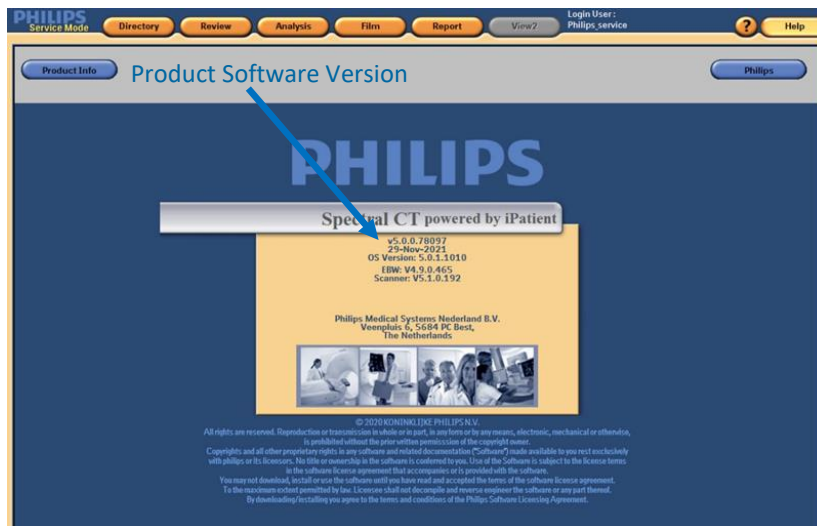 PHILIPS
Service Mode
Directory
Review
Analysis
Film
Report
View2
Login User:
Philips_service
?
Help
Product Info
Product Software Version
Philips
PHILIPS
Spectral CT powered by iPatient
v5.0.0.78097
29-Nov-2021
OS Version: 5.0.1.1010
EBW: V4.9.0.465
Scanner: V5.1.0.192
Philips Medical Systems Nederland B.V.
Veenpluis 6, 5684 PC Best,
The Netherlands
© 2020 KONINKLIJKE PHILIPS N.V.
All rights are reserved. Reproduction or transmission in whole or in part, in any form or by any means, electronic, mechanical or otherwise,
is prohibited without the prior written permisssion of the copyright owner.
Copyrights and all other proprietary rights in any software and related documentation ("Software") made available to you rest exclusively
with philips or its licensors. No title or ownership in the software is conferred to you. Use of the Software is subject to the license terms
in the software license agreement that accompanies or is provided with the software.
You may not download, install or use the software until you have read and accepted the terms of the software license agreement.
To the maximum extent permitted by law. Licensee shall not decompile and reverse engineer the software or any part thereof.
By downloading/installing you agree to the terms and conditions of the Philips Software Licensing Agreement.